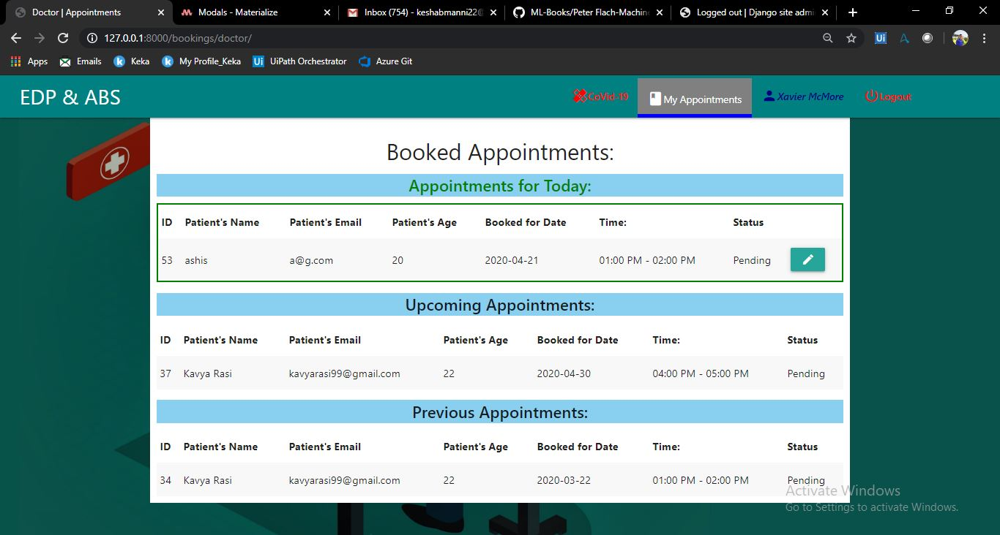 Doctor | Appointments
Modals - Materialize
Inbox (754) - keshabmanni22@
ML-Books/Peter Flach-Machine
Logged out | Django site admi
127.0.0.1:8000/bookings/doctor/
Ui
Apps
Emails
k Keka
k My Profile_Keka
Ui UiPath Orchestrator
Azure Git
EDP & ABS
CoVid-19
My Appointments
Xavier McMore
Logout
Booked Appointments:
Appointments for Today:
ID Patient's Name Patient's Email Patient's Age Booked for Date Time: Status
53 ashis a@g.com 20 2020-04-21 01:00 PM - 02:00 PM Pending
Upcoming Appointments:
ID Patient's Name Patient's Email Patient's Age Booked for Date Time: Status
37 Kavya Rasi kavyarasi99@gmail.com 22 2020-04-30 04:00 PM - 05:00 PM Pending
Previous Appointments:
ID Patient's Name Patient's Email Patient's Age Booked for Date Time: Status
34 Kavya Rasi kavyarasi99@gmail.com 22 2020-03-22 01:00 PM - 02:00 PM Pending
Activate Windows
Go to Settings to activate Windows.